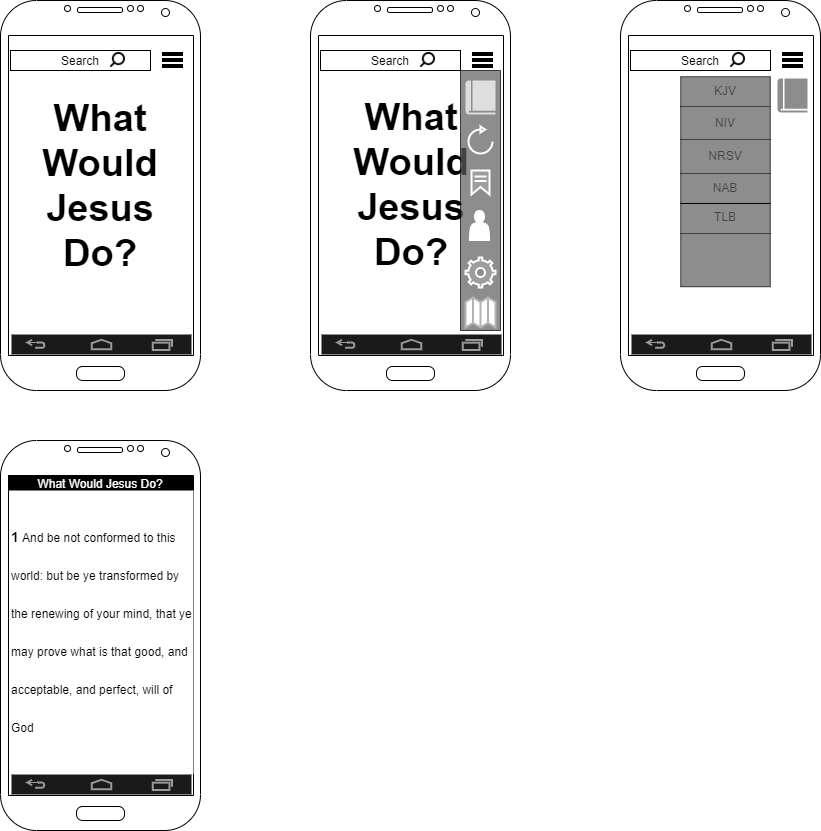 Search
What
Would
Jesus
Do?
Search
What
Would
Jesus
Do?
Search
KJV
NIV
NRSV
NAB
TLB
What Would Jesus Do?
1 And be not conformed to this
world: but be ye transformed by
the renewing of your mind, that ye
may prove what is that good, and
acceptable, and perfect, will of
God